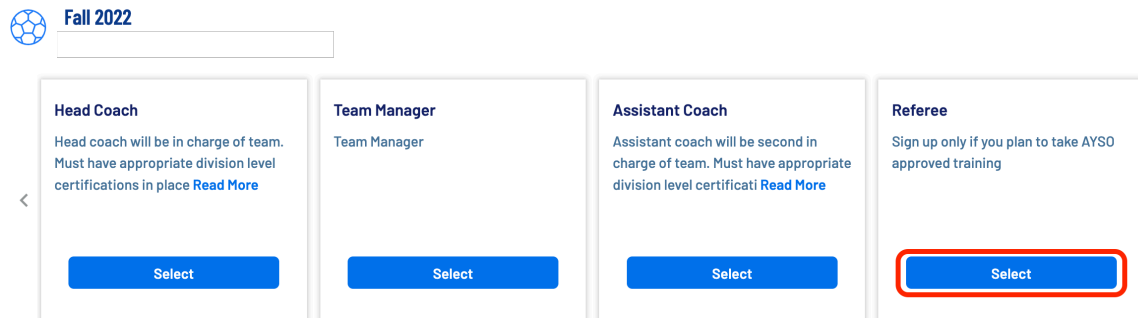 Fall 2022
Head Coach
Head coach will be in charge of team.
Must have appropriate division level
certifications in place Read More
Select
Team Manager
Team Manager
Select
Assistant Coach
Assistant coach will be second in
charge of team. Must have appropriate
division level certificati Read More
Select
Referee
Sign up only if you plan to take AYSO
approved training
Select